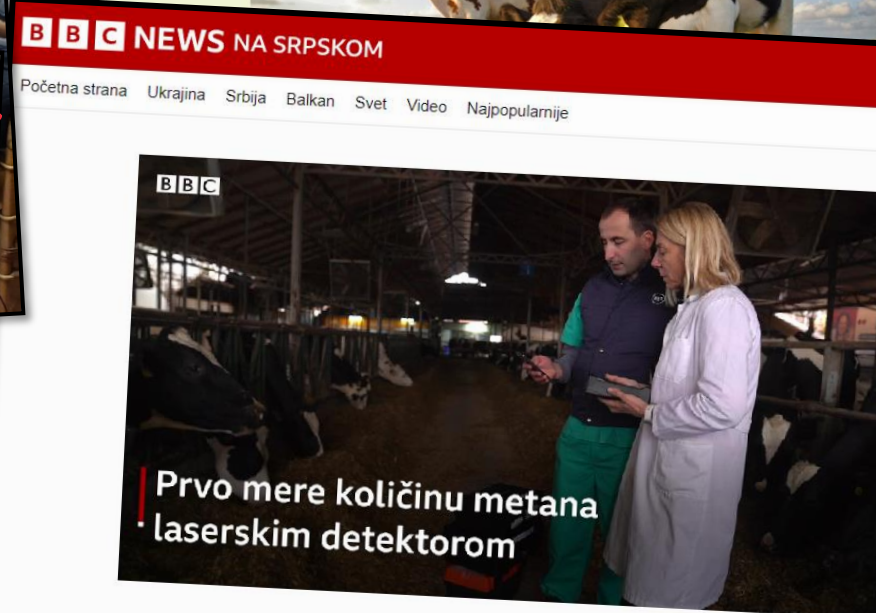 BBC NEWS NA SRPSKOM
Početna strana Ukrajina Srbija Balkan Svet Video Najpopularnije
BBC
Prvo mere količinu metana
laserskim detektorom